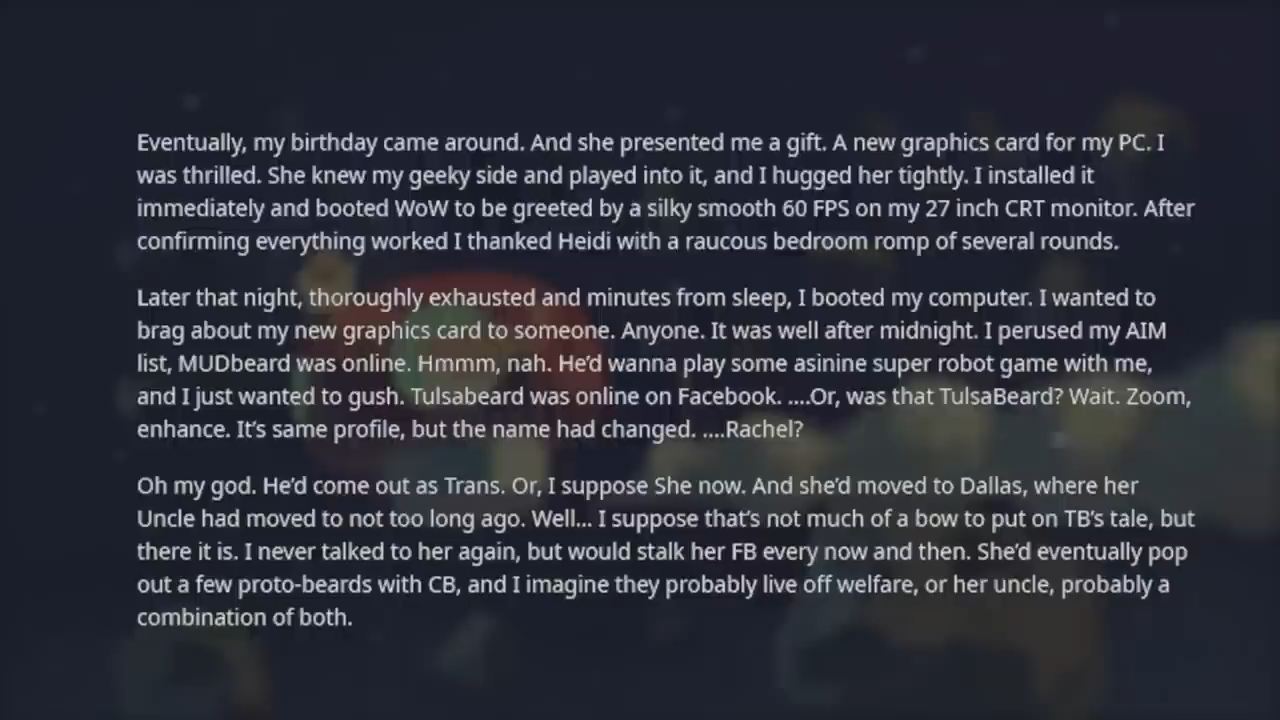 Eventually, my birthday came around. And she presented me a gift. A new graphics card for my PC. I
was thrilled. She knew my geeky side and played into it, and I hugged her tightly. I installed it
immediately and booted WoW to be greeted by a silky smooth 60 FPS on my 27 inch CRT monitor. After
confirming everything worked I thanked Heidi with a raucous bedroom romp of several rounds.
Later that night, thoroughly exhausted and minutes from sleep, I booted my computer. I wanted to
brag about my new graphics card to someone. Anyone. It was well after midnight. I perused my AIM
list, MUDbeard was online. Hmmm, nah. He’d wanna play some asinine super robot game with me,
and I just wanted to gush. Tulsabeard was online on Facebook. ....Or, was that TulsaBeard? Wait. Zoom,
enhance. It’s same profile, but the name had changed. ....Rachel?
Oh my god. He’d come out as Trans. Or, I suppose She now. And she’d moved to Dallas, where her
Uncle had moved to not too long ago. Well... I suppose that’s not much of a bow to put on TB’s tale, but
there it is. I never talked to her again, but would stalk her FB every now and then. She’d eventually pop
out a few proto-beards with CB, and I imagine they probably live off welfare, or her uncle, probably a
combination of both.